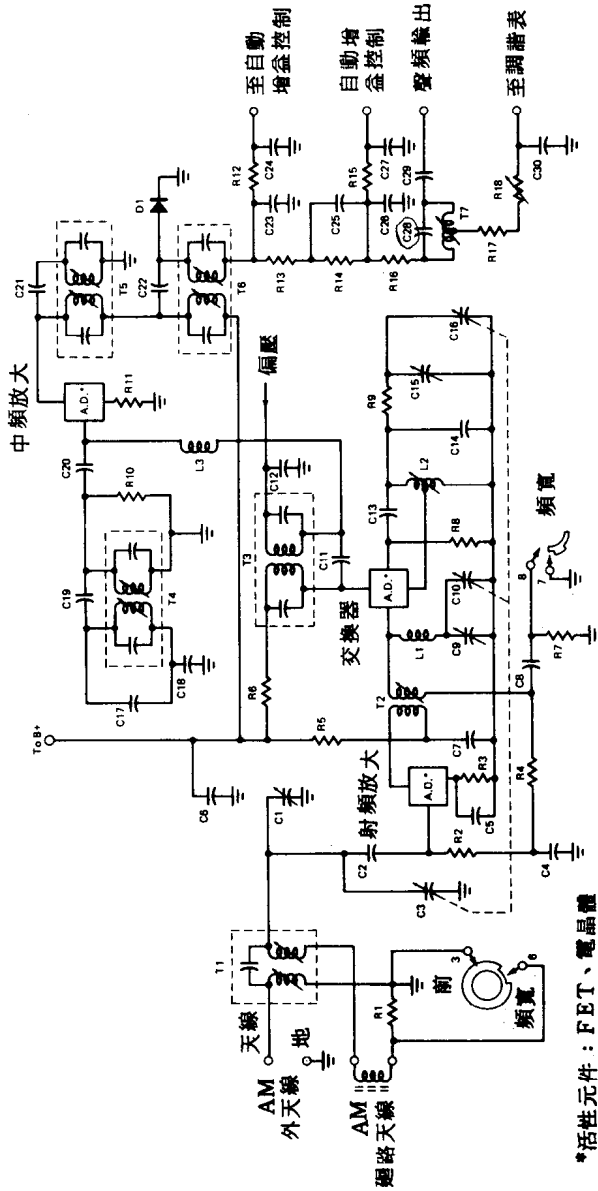 To B+
中頻放大
C21
T5
D1
C22
T6
C20
A.D.*
R11
C19
T4
R10
C17
C18
L3
R12
C23
C24
至自動
增益控制
R13
C25
R14
R15
C26
C27
自動增
益控制
R16
C28
C29
聲頻輸出
T7
R17
R18
C30
至調諧表
偏壓
T3
C12
C11
R6
交換器
A.D.*
C13
R9
L2
C14
C15
C16
R8
L1
C9
C10
T2
R5
C6
C1
射頻放大
A.D.*
C7
R3
C5
C2
R2
C3
R4
C4
C8
R7
8
7
頻寬
T1
天線
AM
外天線
地
AM
迴路天線
R1
前
3
6
頻寬
*活性元件：FET、電晶體